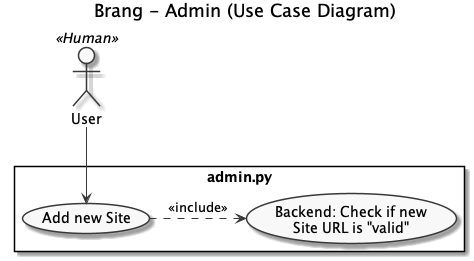 Brang - Admin (Use Case Diagram)
«Human»
User
admin.py
Add new Site
«include»
Backend: Check if new
Site URL is "valid"